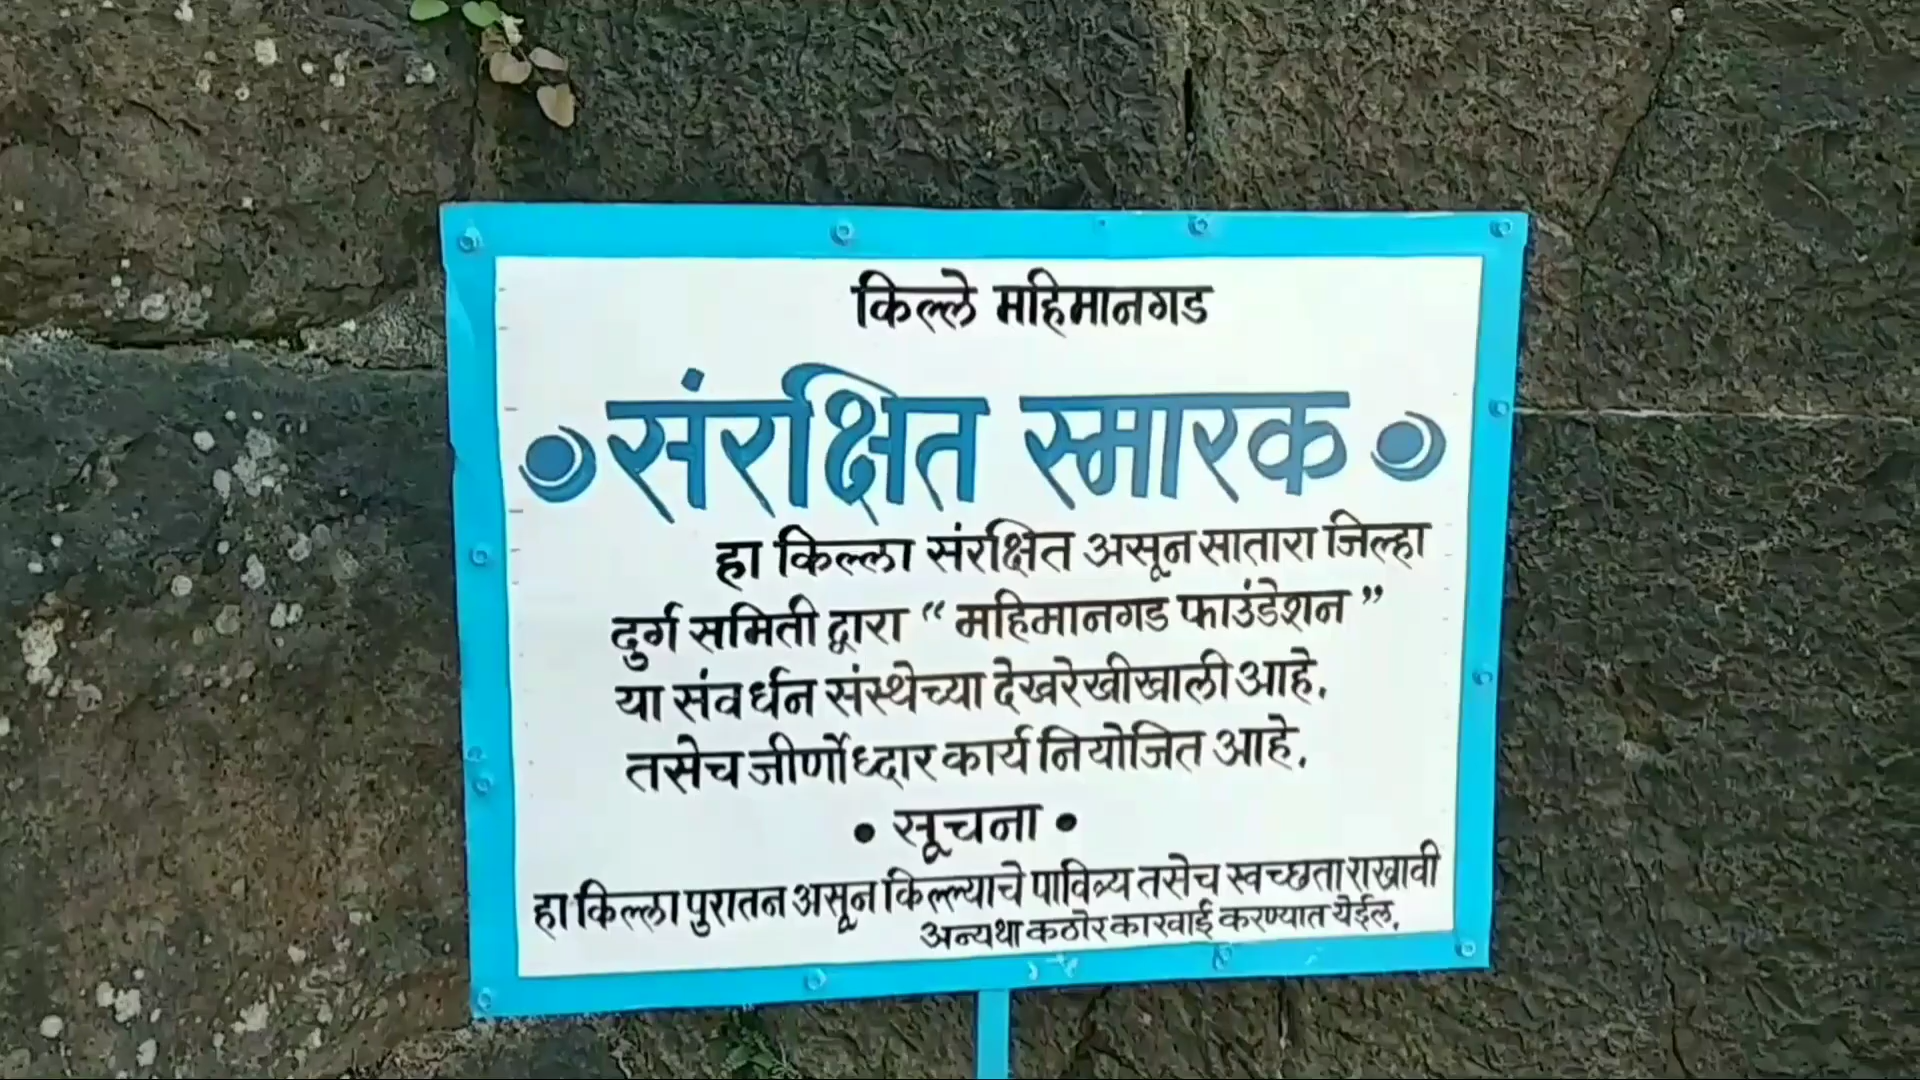 किल्ले महिमानगड
संरक्षित स्मारक
हा किल्ला संरक्षित असून सातारा जिल्हा
दुर्ग समिती द्वारा “ महिमानगड फाउंडेशन ”
या संवर्धन संस्थेच्या देखरेखीखाली आहे.
तसेच जीर्णोध्दार कार्य नियोजित आहे.
• सूचना •
हा किल्ला पुरातन असून किल्ल्याचे पावित्र्य तसेच स्वच्छता राखावी
अन्यथा कठोर कारवाई करण्यात येईल.